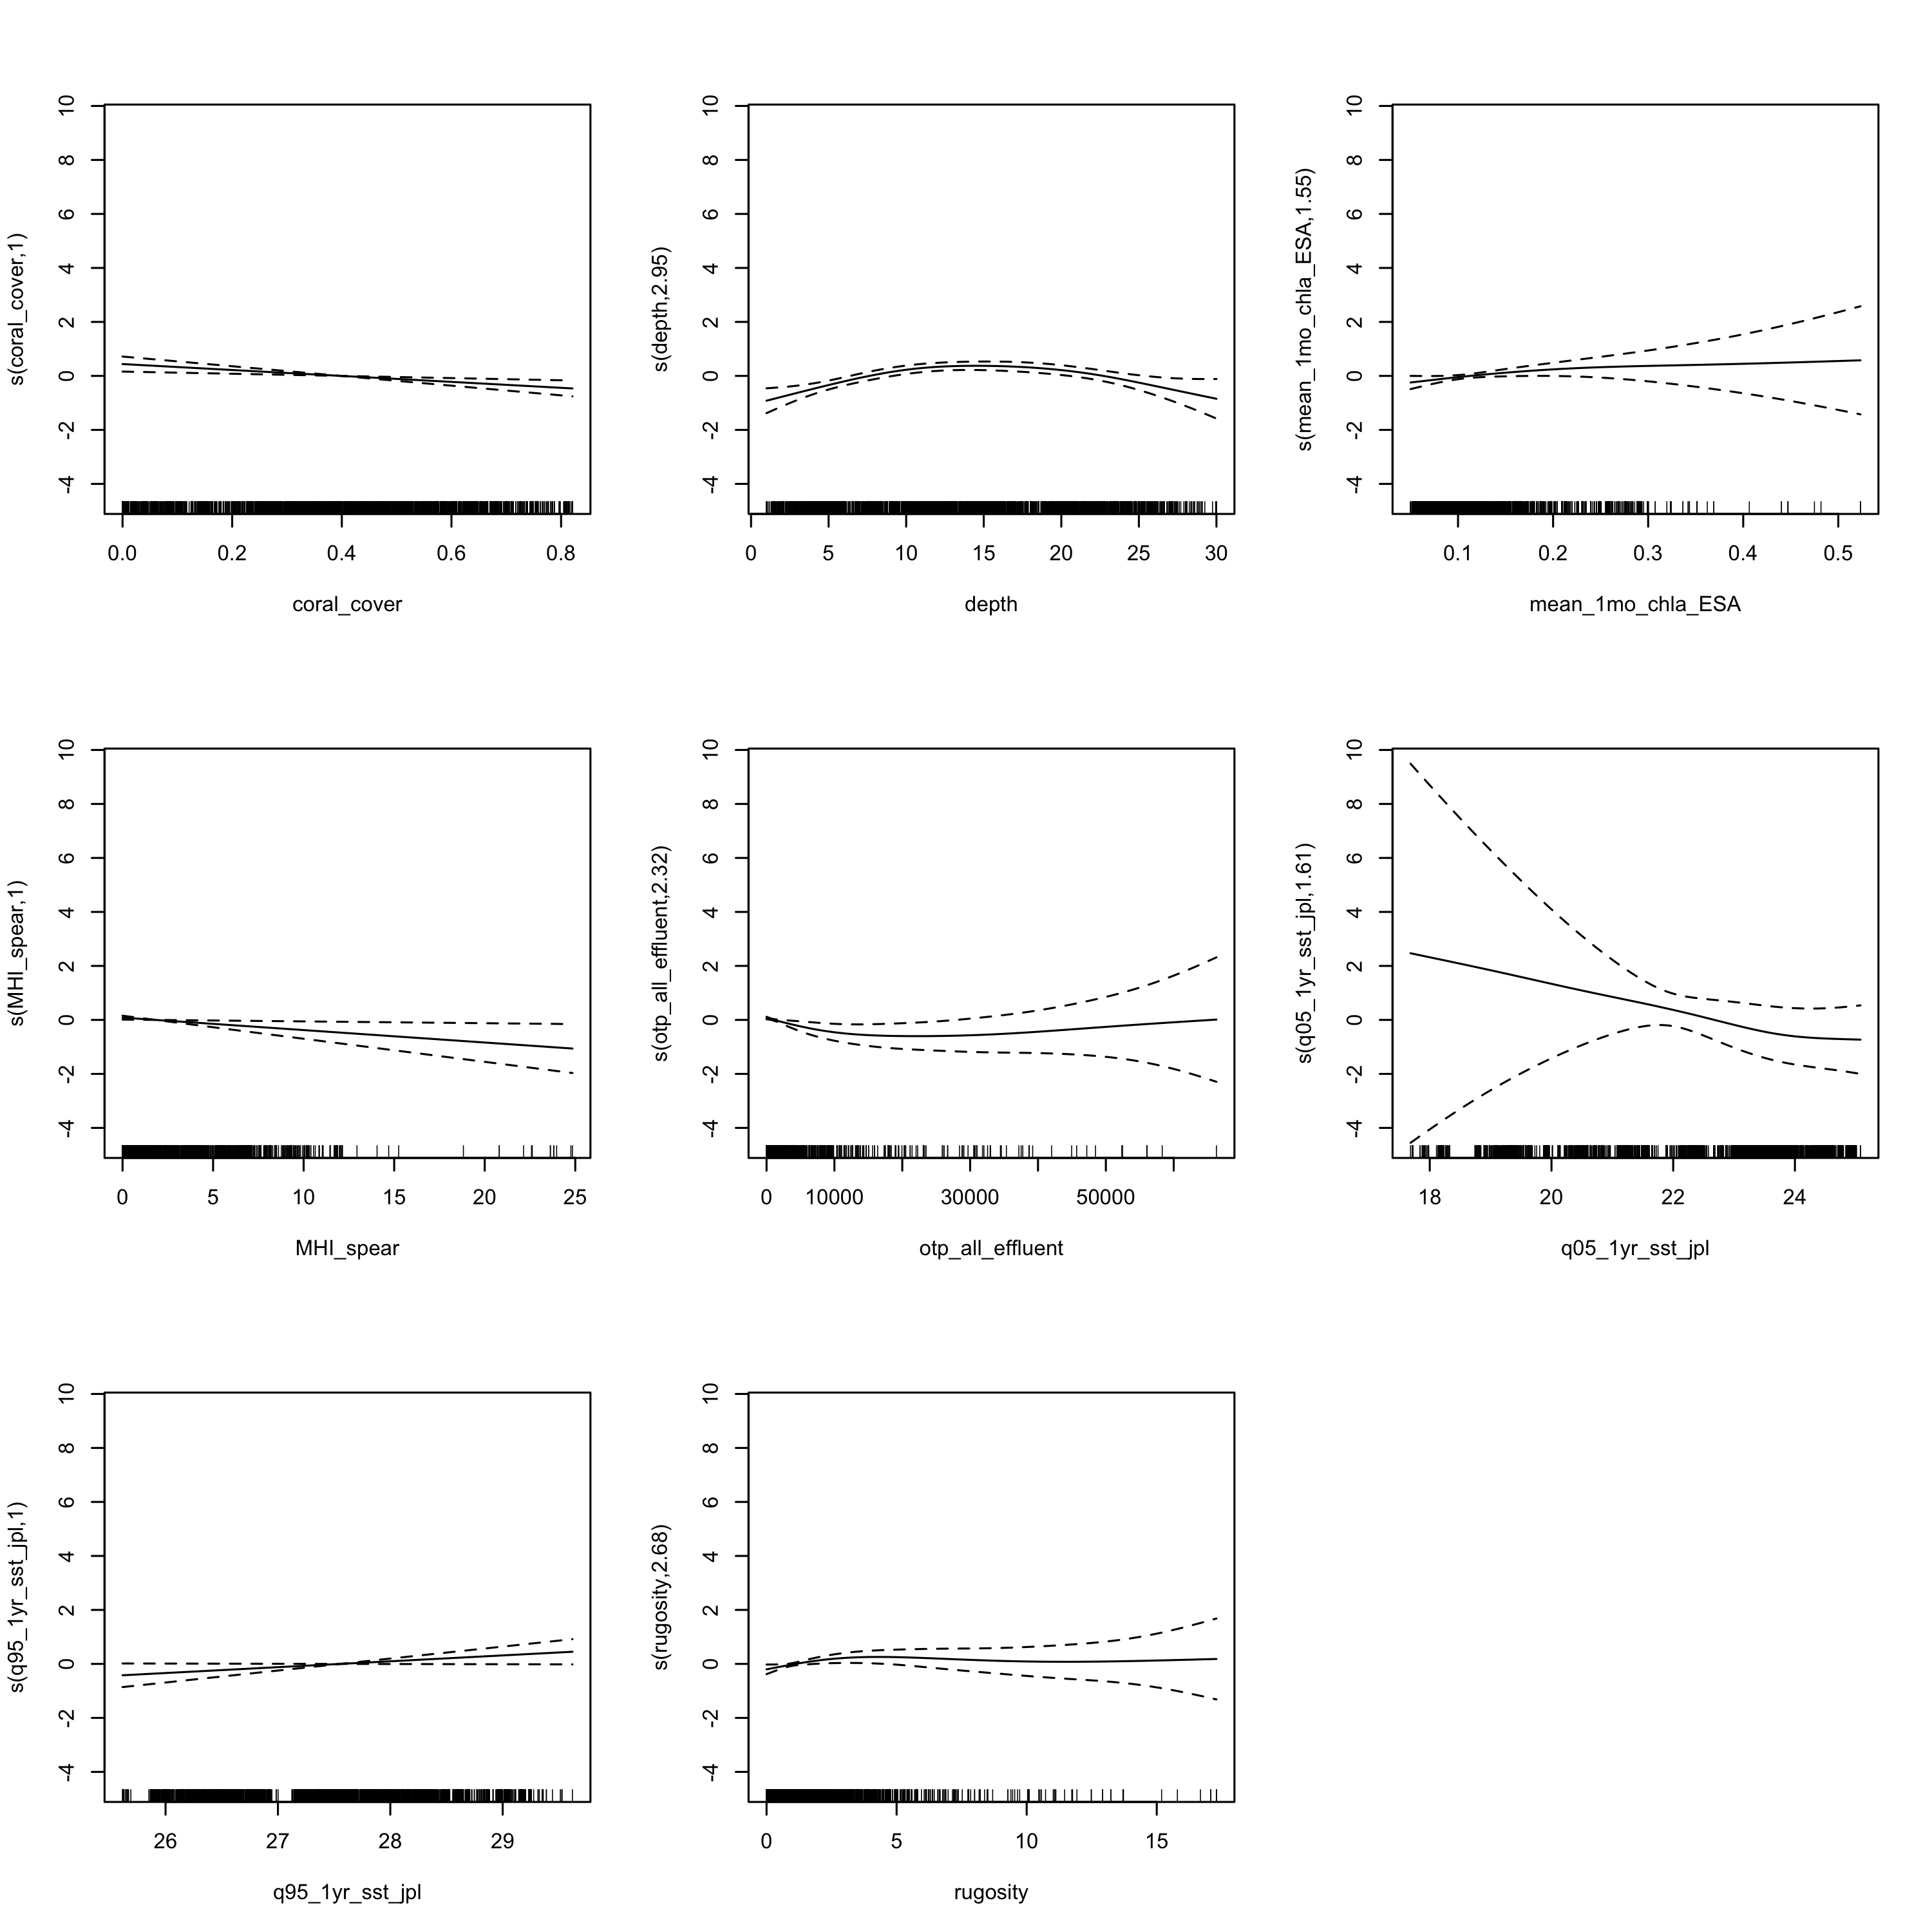 s(coral_cover,1)
10
8
6
4
2
0
-2
-4
0.0 0.2 0.4 0.6 0.8
coral_cover
s(depth,2.95)
10
8
6
4
2
0
-2
-4
0 5 10 15 20 25 30
depth
s(mean_1mo_chla_ESA,1.55)
10
8
6
4
2
0
-2
-4
0.1 0.2 0.3 0.4 0.5
mean_1mo_chla_ESA
s(MHI_spear,1)
10
8
6
4
2
0
-2
-4
0 5 10 15 20 25
MHI_spear
s(otp_all_effluent,2.32)
10
8
6
4
2
0
-2
-4
0 10000 30000 50000
otp_all_effluent
s(q05_1yr_sst_jpl,1.61)
10
8
6
4
2
0
-2
-4
18 20 22 24
q05_1yr_sst_jpl
s(q95_1yr_sst_jpl,1)
10
8
6
4
2
0
-2
-4
26 27 28 29
q95_1yr_sst_jpl
s(rugosity,2.68)
10
8
6
4
2
0
-2
-4
0 5 10 15
rugosity